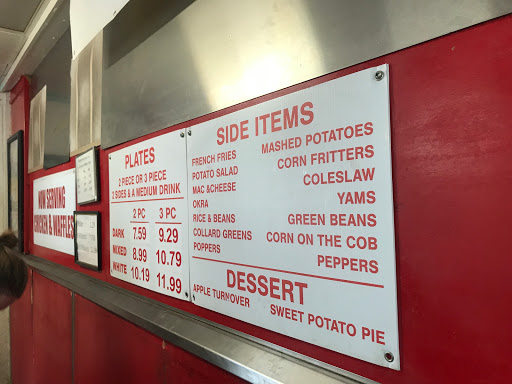 NOW SERVING
CHICKEN & WAFFLES
PLATES
2 PIECE OR 3 PIECE
2 SIDES & A MEDIUM DRINK
2 PC 3 PC
DARK 7.59 9.29
MIXED 8.99 10.79
WHITE 10.19 11.99
SIDE ITEMS
FRENCH FRIES
POTATO SALAD
MAC &CHEESE
OKRA
RICE & BEANS
COLLARD GREENS
POPPERS
MASHED POTATOES
CORN FRITTERS
COLESLAW
YAMS
GREEN BEANS
CORN ON THE COB
PEPPERS
DESSERT
APPLE TURNOVER
SWEET POTATO PIE